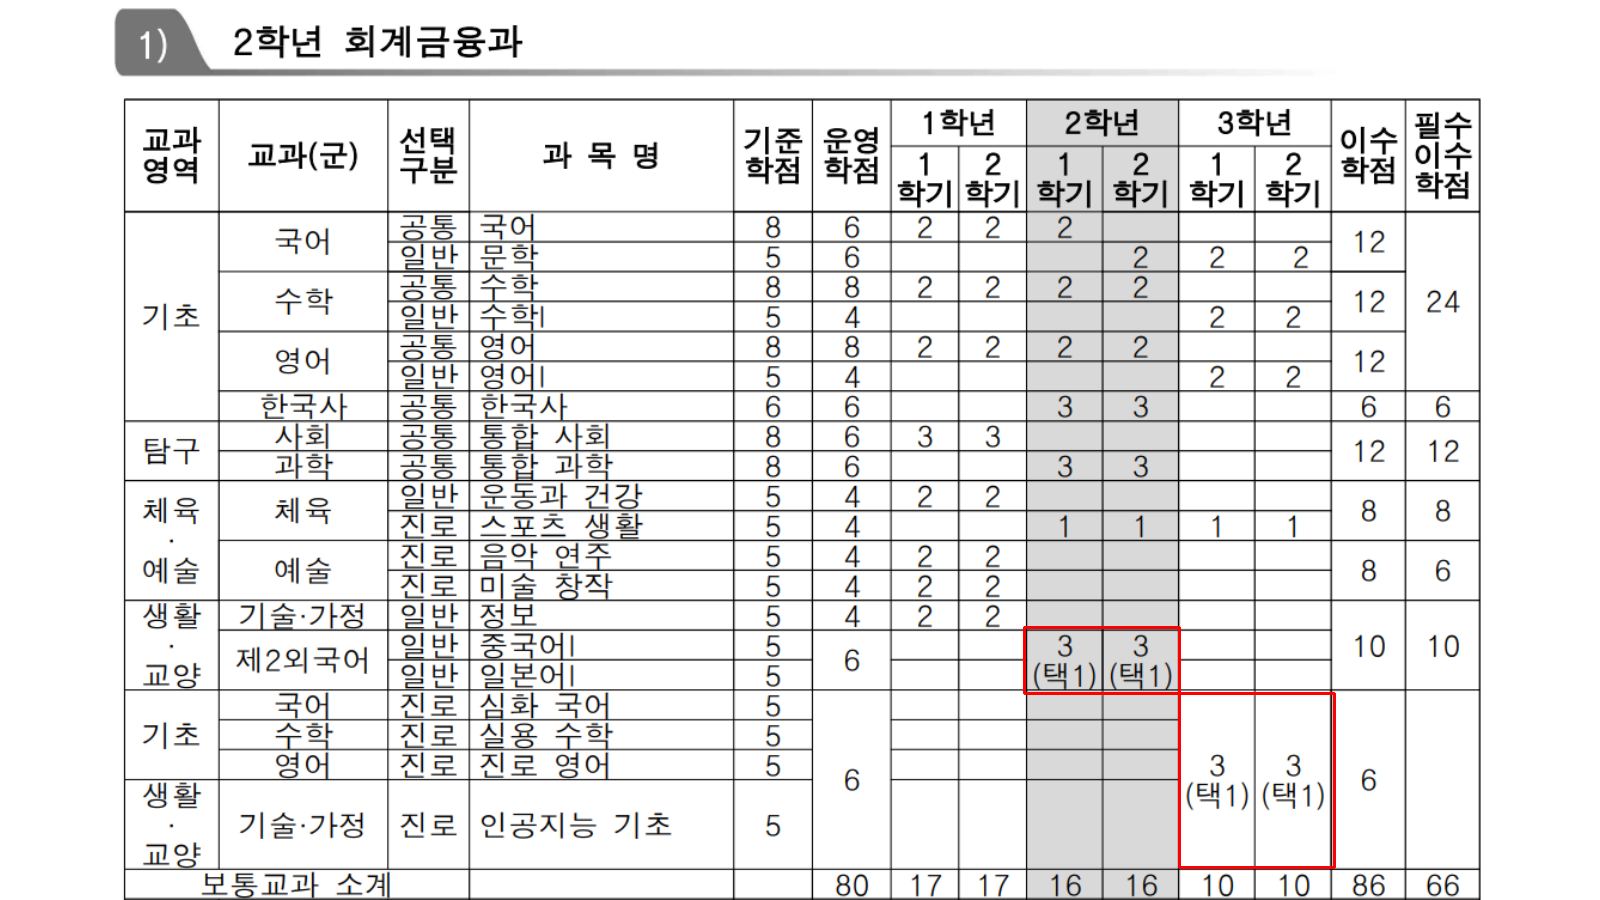 1) 2학년 회계금융과
교과영역 교과(군) 선택구분 과 목 명 기준학점 운영학점 1학년 2학년 3학년 이수학점 필수이수학점
1학기 2학기 1학기 2학기 1학기 2학기
기초 국어 공통 국어 8 6 2 2 2 12 24
일반 문학 5 6 2 2 2
수학 공통 수학 8 8 2 2 2 2 12
일반 수학Ⅰ 5 4 2 2
영어 공통 영어 8 8 2 2 2 2 12
일반 영어Ⅰ 5 4 2 2
한국사 공통 한국사 6 6 3 3 6 6
탐구 사회 공통 통합 사회 8 6 3 3 12 12
과학 공통 통합 과학 8 6 3 3
체육·예술 체육 일반 운동과 건강 5 4 2 2 8 8
진로 스포츠 생활 5 4 1 1 1 1
예술 진로 음악 연주 5 4 2 2 8 6
진로 미술 창작 5 4 2 2
생활·교양 기술·가정 일반 정보 5 4 2 2 10 10
제2외국어 일반 중국어Ⅰ 5 6 3(택1) 3(택1)
일반 일본어Ⅰ 5
기초 국어 진로 심화 국어 5 6 3(택1) 3(택1) 6
수학 진로 실용 수학 5
영어 진로 진로 영어 5
생활·교양 기술·가정 진로 인공지능 기초 5
보통교과 소계 80 17 17 16 16 10 10 86 66